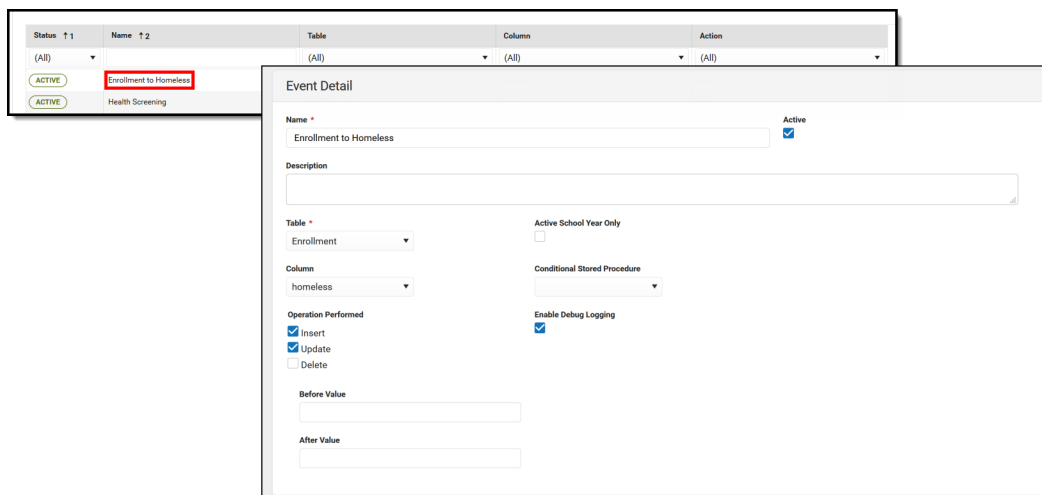 Status ↑ 1 Name ↑ 2 Table Column Action
(All) (All) (All) (All)
ACTIVE Enrollment to Homeless
ACTIVE Health Screening
Event Detail
Name * Active
Enrollment to Homeless
Description
Table * Active School Year Only
Enrollment
Column Conditional Stored Procedure
homeless
Operation Performed Enable Debug Logging
Insert
Update
Delete
Before Value
After Value